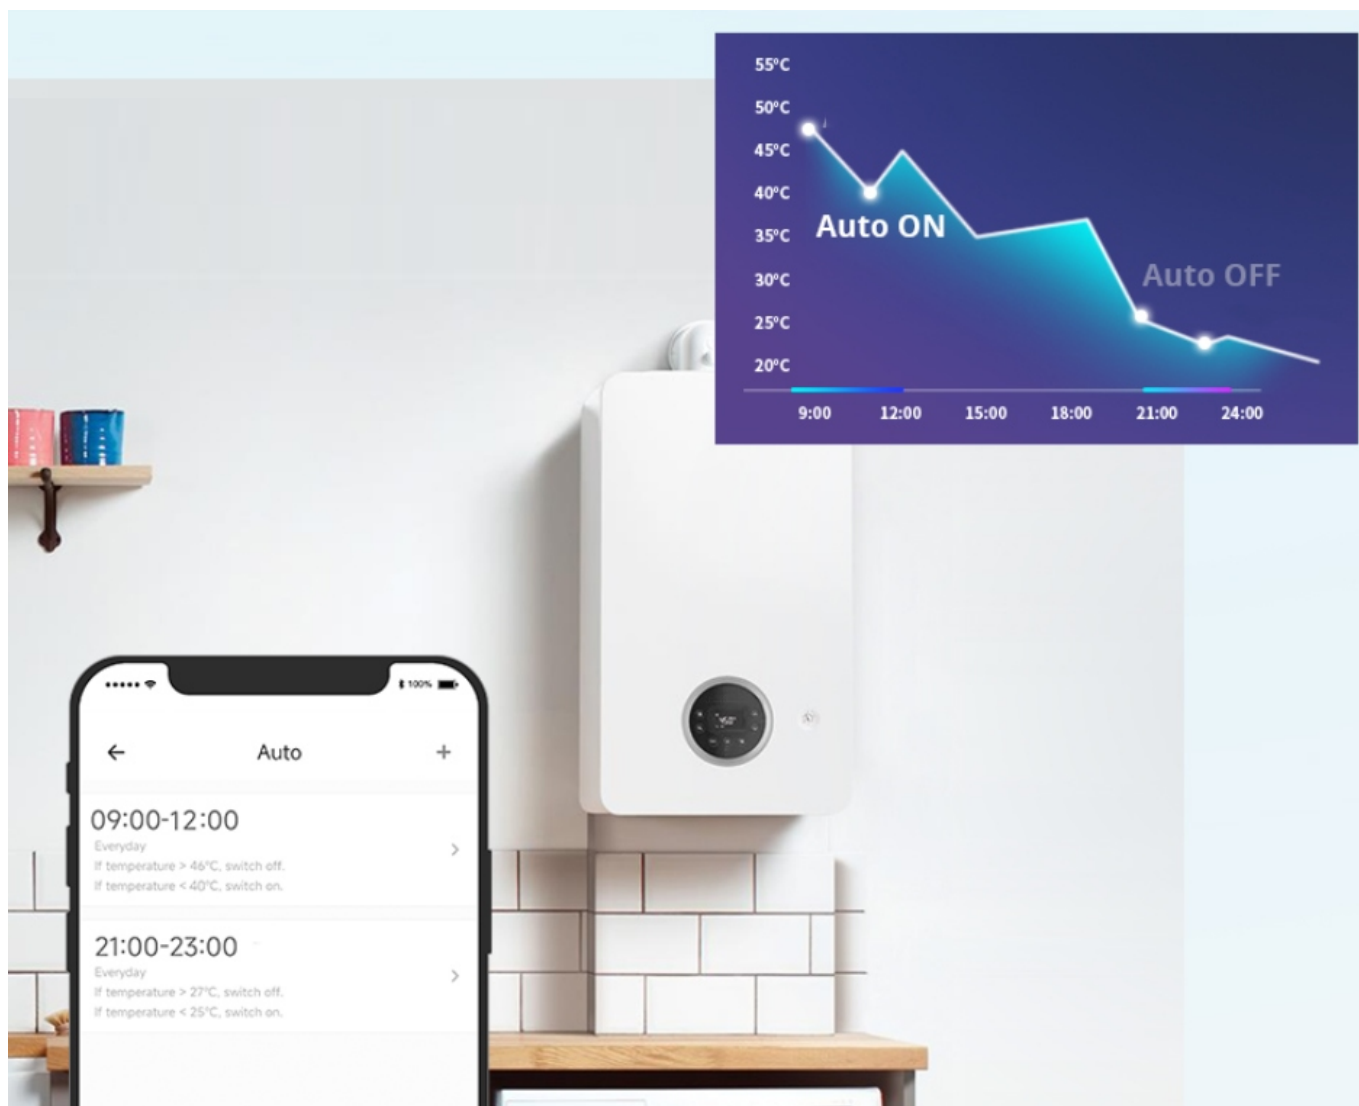 55°C
50°C
45°C
40°C
35°C
30°C
25°C
20°C
Auto ON
Auto OFF
9:00 12:00 15:00 18:00 21:00 24:00
100%
Auto
09:00-12:00
Everyday
If temperature > 46°C, switch off.
If temperature < 40°C, switch on.
21:00-23:00
Everyday
If temperature > 27°C, switch off.
If temperature < 25°C, switch on.